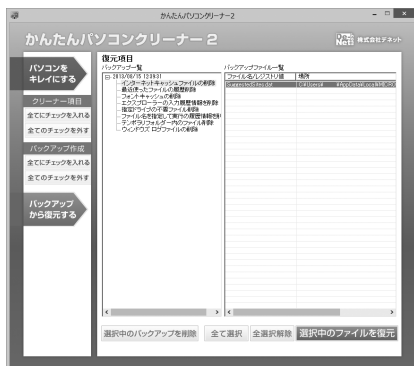 かんたんパソコンクリーナー2
かんたんパソコンクリーナー2
De-Net! 株式会社デネット
パソコンを
キレイにする
クリーナー項目
全てにチェックを入れる
全てのチェックを外す
バックアップ作成
全てにチェックを入れる
全てのチェックを外す
バックアップ
から復元する
復元項目
バックアップ一覧
2013/08/15 12:39:31
インターネットキャッシュファイルの削除
最近使ったファイルの履歴削除
フォントキャッシュの削除
エクスプローラーの入力履歴情報を削除
指定ドライブの不要ファイル削除
ファイル名を指定して実行の履歴情報を削
テンポラリフォルダー内のファイル削除
ウィンドウズ ログファイルの削除
バックアップファイル一覧
ファイル名/レジストリ値 場所
SuggestedSites.dat
選択中のバックアップを削除 全て選択 全選択解除 選択中のファイルを復元